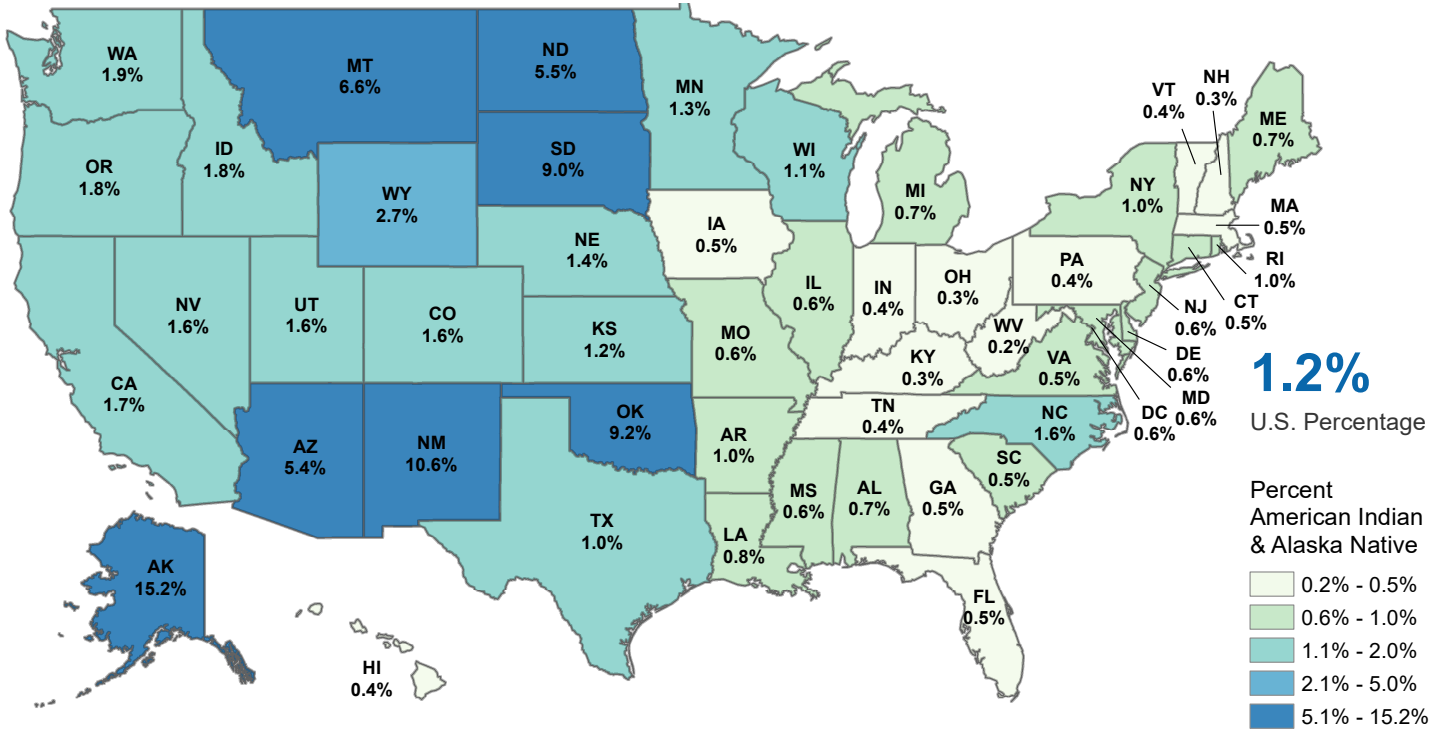 WA
1.9%
MT
6.6%
ND
5.5%
MN
1.3%
VT
0.4%
NH
0.3%
ME
0.7%
OR
1.8%
ID
1.8%
WY
2.7%
SD
9.0%
WI
1.1%
MI
0.7%
NY
1.0%
MA
0.5%
RI
1.0%
CT
0.5%
NJ
0.6%
DE
0.6%
MD
0.6%
DC
0.6%
NV
1.6%
UT
1.6%
CO
1.6%
NE
1.4%
IA
0.5%
IL
0.6%
IN
0.4%
OH
0.3%
PA
0.4%
CA
1.7%
KS
1.2%
MO
0.6%
KY
0.3%
WV
0.2%
VA
0.5%
AZ
5.4%
NM
10.6%
OK
9.2%
AR
1.0%
TN
0.4%
NC
1.6%
SC
0.5%
TX
1.0%
LA
0.8%
MS
0.6%
AL
0.7%
GA
0.5%
FL
0.5%
AK
15.2%
HI
0.4%
1.2%
U.S. Percentage
Percent
American Indian
& Alaska Native
0.2% - 0.5%
0.6% - 1.0%
1.1% - 2.0%
2.1% - 5.0%
5.1% - 15.2%